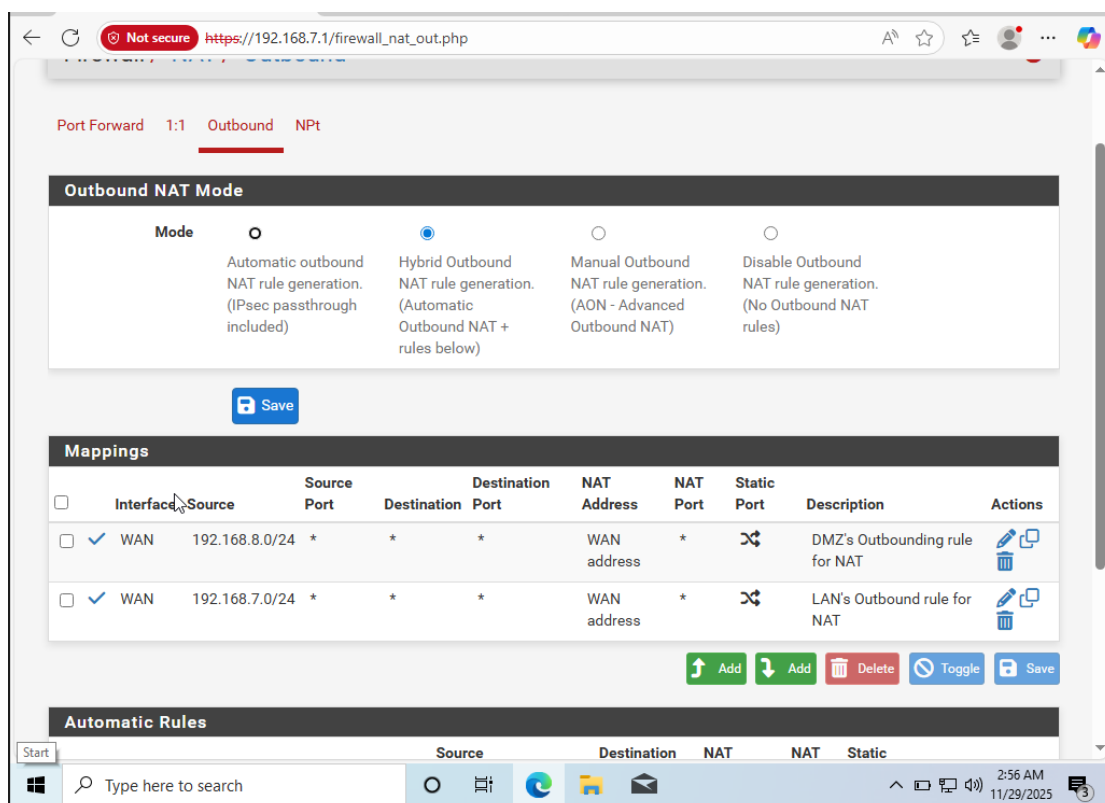 Not secure https://192.168.7.1/firewall_nat_out.php
Port Forward 1:1 Outbound NPt
Outbound NAT Mode
Mode
Automatic outbound
NAT rule generation.
(IPsec passthrough
included)
Hybrid Outbound
NAT rule generation.
(Automatic
Outbound NAT +
rules below)
Manual Outbound
NAT rule generation.
(AON - Advanced
Outbound NAT)
Disable Outbound
NAT rule generation.
(No Outbound NAT
rules)
Save
Mappings
Interface Source Source Port Destination Destination Port NAT Address NAT Port Static Port Description Actions
WAN 192.168.8.0/24 * * * WAN address * DMZ's Outbounding rule for NAT
WAN 192.168.7.0/24 * * * WAN address * LAN's Outbound rule for NAT
Add Add Delete Toggle Save
Automatic Rules
Source Destination NAT NAT Static
Start
Type here to search
2:56 AM
11/29/2025
3